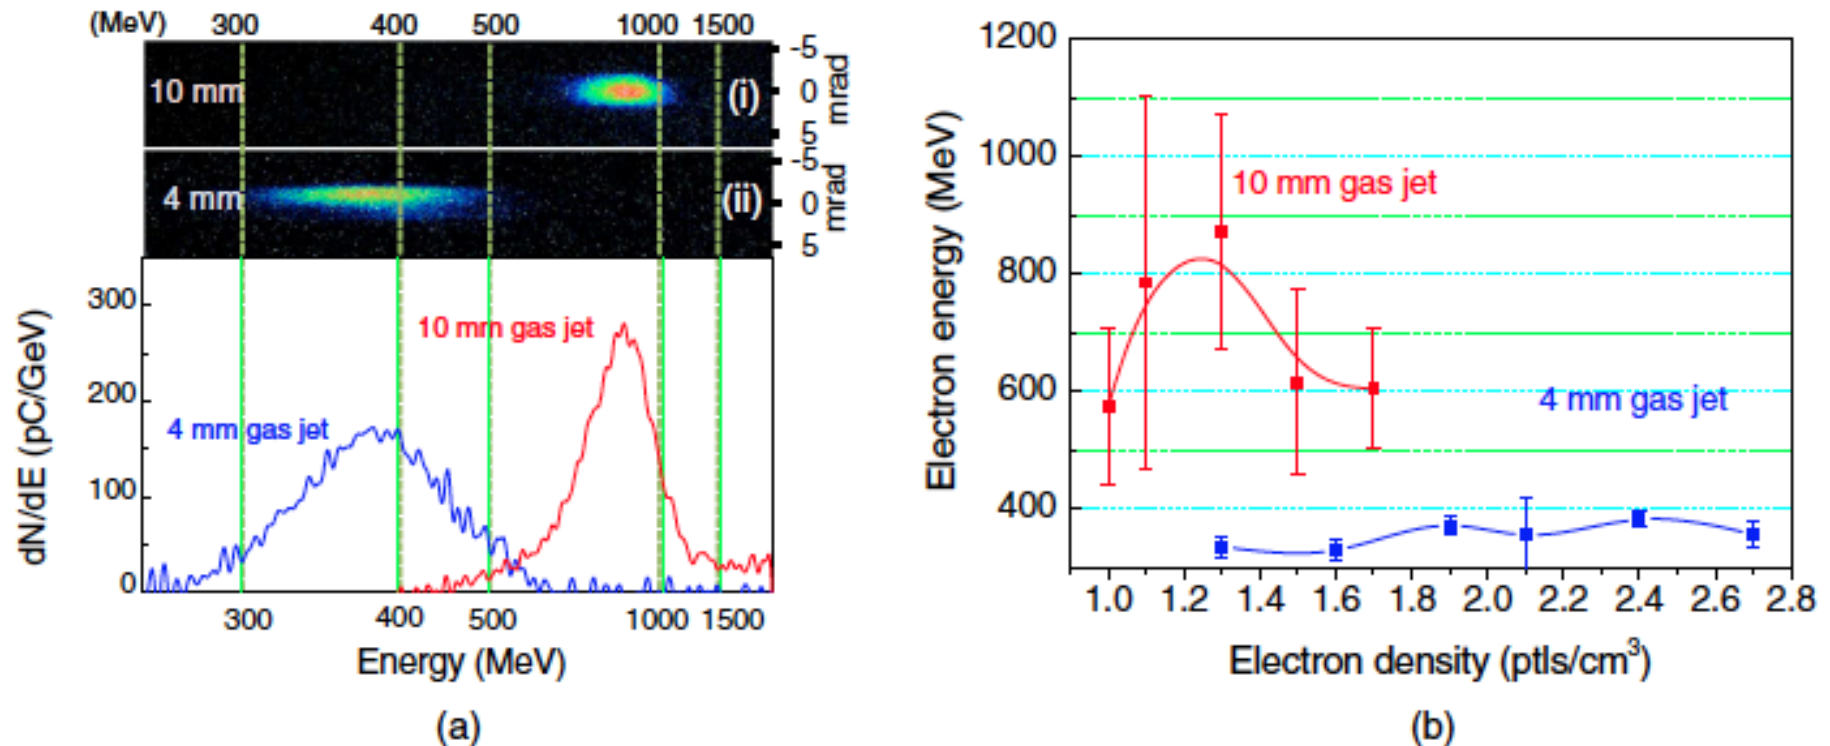 (MeV) 300 400 500 1000 1500
10 mm (i)
-5
0
5
mrad
4 mm (ii)
-5
0
5
mrad
300
200
100
0
dN/dE (pC/GeV)
10 mm gas jet
4 mm gas jet
300 400 500 1000 1500
Energy (MeV)
(a)
1200
1000
800
600
400
Electron energy (MeV)
10 mm gas jet
4 mm gas jet
1.0 1.2 1.4 1.6 1.8 2.0 2.2 2.4 2.6 2.8
Electron density (ptls/cm³)
(b)